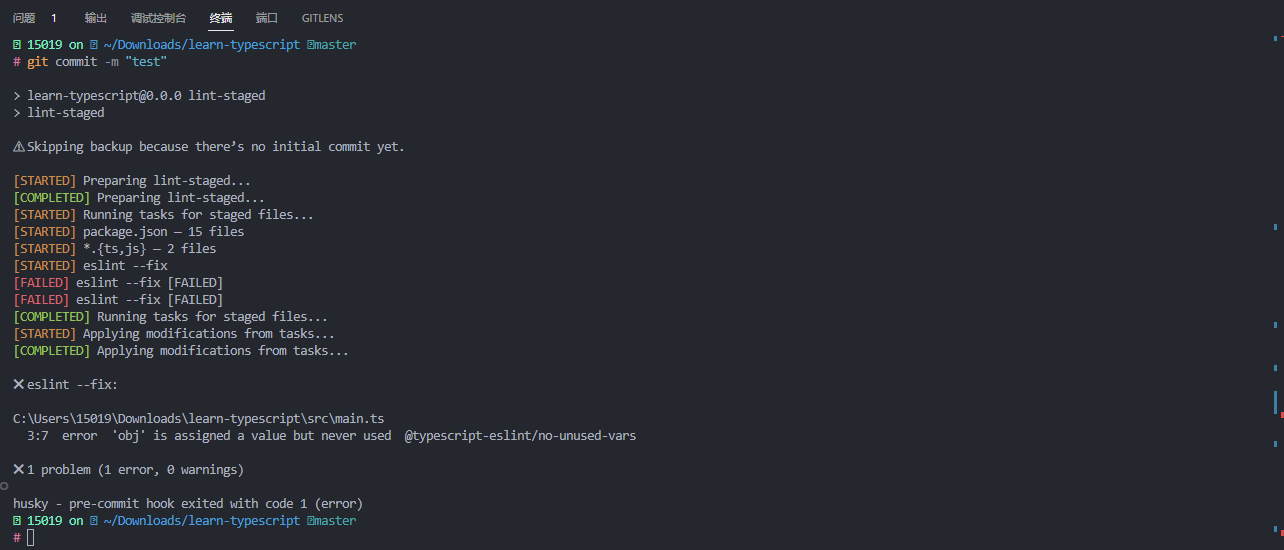 问题 1 输出 调试控制台 终端 端口 GITLENS
15019 on ~/Downloads/learn-typescript master
# git commit -m "test"
> learn-typescript@0.0.0 lint-staged
> lint-staged
⚠ Skipping backup because there’s no initial commit yet.
[STARTED] Preparing lint-staged...
[COMPLETED] Preparing lint-staged...
[STARTED] Running tasks for staged files...
[STARTED] package.json — 15 files
[STARTED] *.{ts,js} — 2 files
[STARTED] eslint --fix
[FAILED] eslint --fix [FAILED]
[FAILED] eslint --fix [FAILED]
[COMPLETED] Running tasks for staged files...
[STARTED] Applying modifications from tasks...
[COMPLETED] Applying modifications from tasks...
✖ eslint --fix:
C:\Users\15019\Downloads\learn-typescript\src\main.ts
3:7 error 'obj' is assigned a value but never used @typescript-eslint/no-unused-vars
✖ 1 problem (1 error, 0 warnings)
husky - pre-commit hook exited with code 1 (error)
15019 on ~/Downloads/learn-typescript master
#